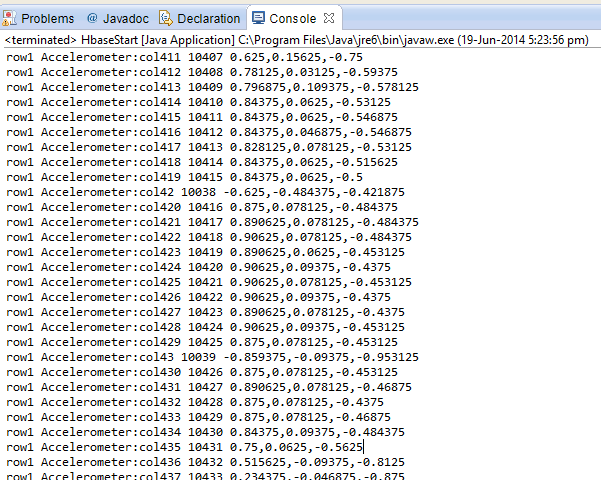 Problems @ Javadoc Declaration Console
<terminated> HbaseStart [Java Application] C:\Program Files\Java\jre6\bin\javaw.exe (19-Jun-2014 5:23:56 pm)
row1 Accelerometer:col411 10407 0.625,0.15625,-0.75
row1 Accelerometer:col412 10408 0.78125,0.03125,-0.59375
row1 Accelerometer:col413 10409 0.796875,0.109375,-0.578125
row1 Accelerometer:col414 10410 0.84375,0.0625,-0.53125
row1 Accelerometer:col415 10411 0.84375,0.0625,-0.546875
row1 Accelerometer:col416 10412 0.84375,0.046875,-0.546875
row1 Accelerometer:col417 10413 0.828125,0.078125,-0.53125
row1 Accelerometer:col418 10414 0.84375,0.0625,-0.515625
row1 Accelerometer:col419 10415 0.84375,0.0625,-0.5
row1 Accelerometer:col42 10038 -0.625,-0.484375,-0.421875
row1 Accelerometer:col420 10416 0.875,0.078125,-0.484375
row1 Accelerometer:col421 10417 0.890625,0.078125,-0.484375
row1 Accelerometer:col422 10418 0.90625,0.078125,-0.484375
row1 Accelerometer:col423 10419 0.890625,0.0625,-0.453125
row1 Accelerometer:col424 10420 0.90625,0.09375,-0.4375
row1 Accelerometer:col425 10421 0.90625,0.078125,-0.453125
row1 Accelerometer:col426 10422 0.90625,0.09375,-0.4375
row1 Accelerometer:col427 10423 0.890625,0.078125,-0.4375
row1 Accelerometer:col428 10424 0.90625,0.09375,-0.453125
row1 Accelerometer:col429 10425 0.875,0.078125,-0.453125
row1 Accelerometer:col43 10039 -0.859375,-0.09375,-0.953125
row1 Accelerometer:col430 10426 0.875,0.078125,-0.453125
row1 Accelerometer:col431 10427 0.890625,0.078125,-0.46875
row1 Accelerometer:col432 10428 0.875,0.078125,-0.4375
row1 Accelerometer:col433 10429 0.875,0.078125,-0.46875
row1 Accelerometer:col434 10430 0.84375,0.09375,-0.484375
row1 Accelerometer:col435 10431 0.75,0.0625,-0.5625
row1 Accelerometer:col436 10432 0.515625,-0.09375,-0.8125
row1 Accelerometer:col437 10433 0.234375,-0.046875,-0.875